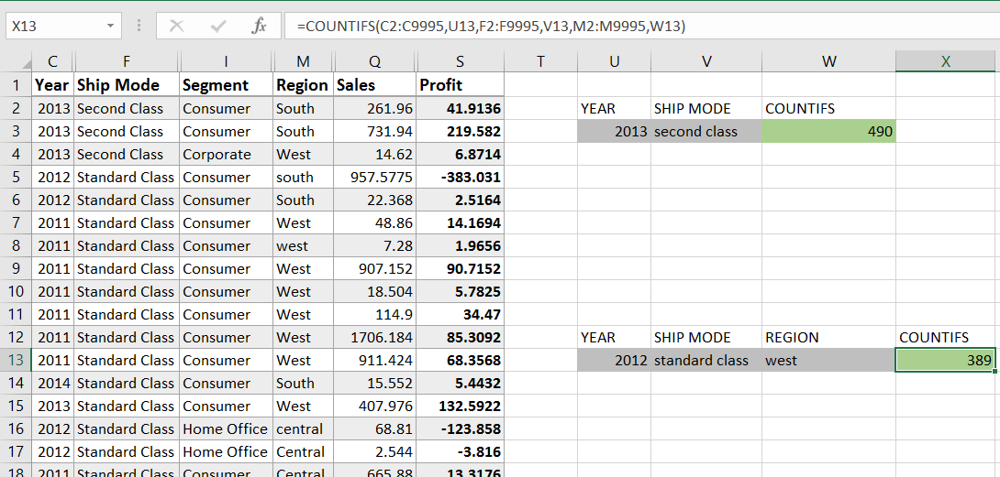 X13 fx =COUNTIFS(C2:C9995,U13,F2:F9995,V13,M2:M9995,W13)
C F I M Q S T U V W X
1 Year Ship Mode Segment Region Sales Profit
2 2013 Second Class Consumer South 261.96 41.9136 YEAR SHIP MODE COUNTIFS
3 2013 Second Class Consumer South 731.94 219.582 2013 second class 490
4 2013 Second Class Corporate West 14.62 6.8714
5 2012 Standard Class Consumer south 957.5775 -383.031
6 2012 Standard Class Consumer South 22.368 2.5164
7 2011 Standard Class Consumer West 48.86 14.1694
8 2011 Standard Class Consumer west 7.28 1.9656
9 2011 Standard Class Consumer West 907.152 90.7152
10 2011 Standard Class Consumer West 18.504 5.7825
11 2011 Standard Class Consumer West 114.9 34.47
12 2011 Standard Class Consumer West 1706.184 85.3092 YEAR SHIP MODE REGION COUNTIFS
13 2011 Standard Class Consumer West 911.424 68.3568 2012 standard class west 389
14 2014 Standard Class Consumer South 15.552 5.4432
15 2013 Standard Class Consumer West 407.976 132.5922
16 2012 Standard Class Home Office central 68.81 -123.858
17 2012 Standard Class Home Office Central 2.544 -3.816
18 2011 Standard Class Consumer Central 665.88 13.3176